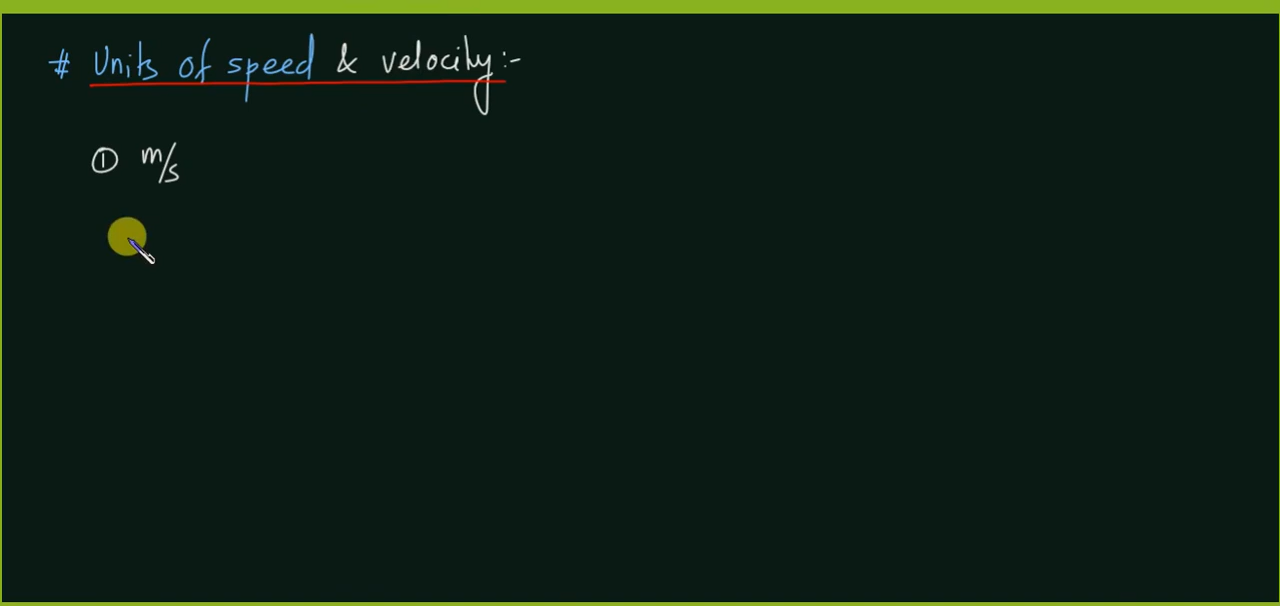 # Units of speed & velocity:-
① m/s